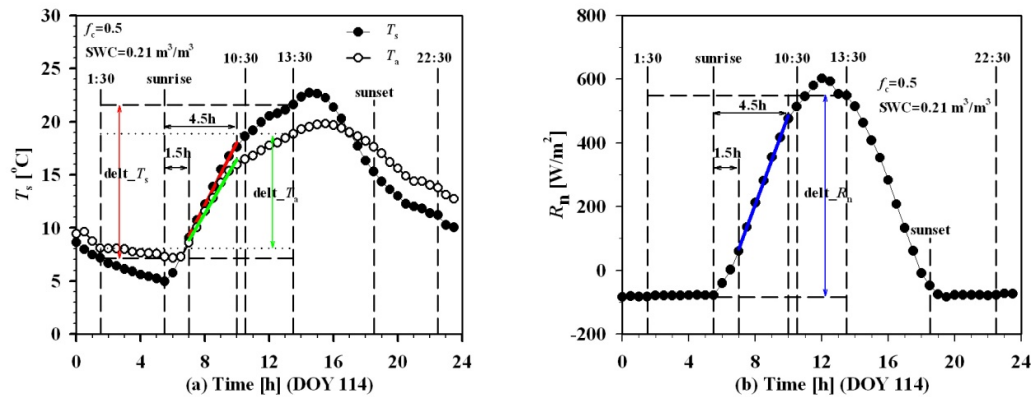 30
25
20
15
10
5
0
T_s [°C]
f_c=0.5
SWC=0.21 m³/m³
T_s
T_a
1:30
sunrise
10:30
13:30
22:30
sunset
4.5h
1.5h
delt_T_s
delt_T_a
0 4 8 12 16 20 24
(a) Time [h] (DOY 114)
800
600
400
200
0
-200
R_n [W/m²]
1:30
sunrise
10:30
13:30
22:30
f_c=0.5
SWC=0.21 m³/m³
4.5h
1.5h
delt_R_n
sunset
0 4 8 12 16 20 24
(b) Time [h] (DOY 114)